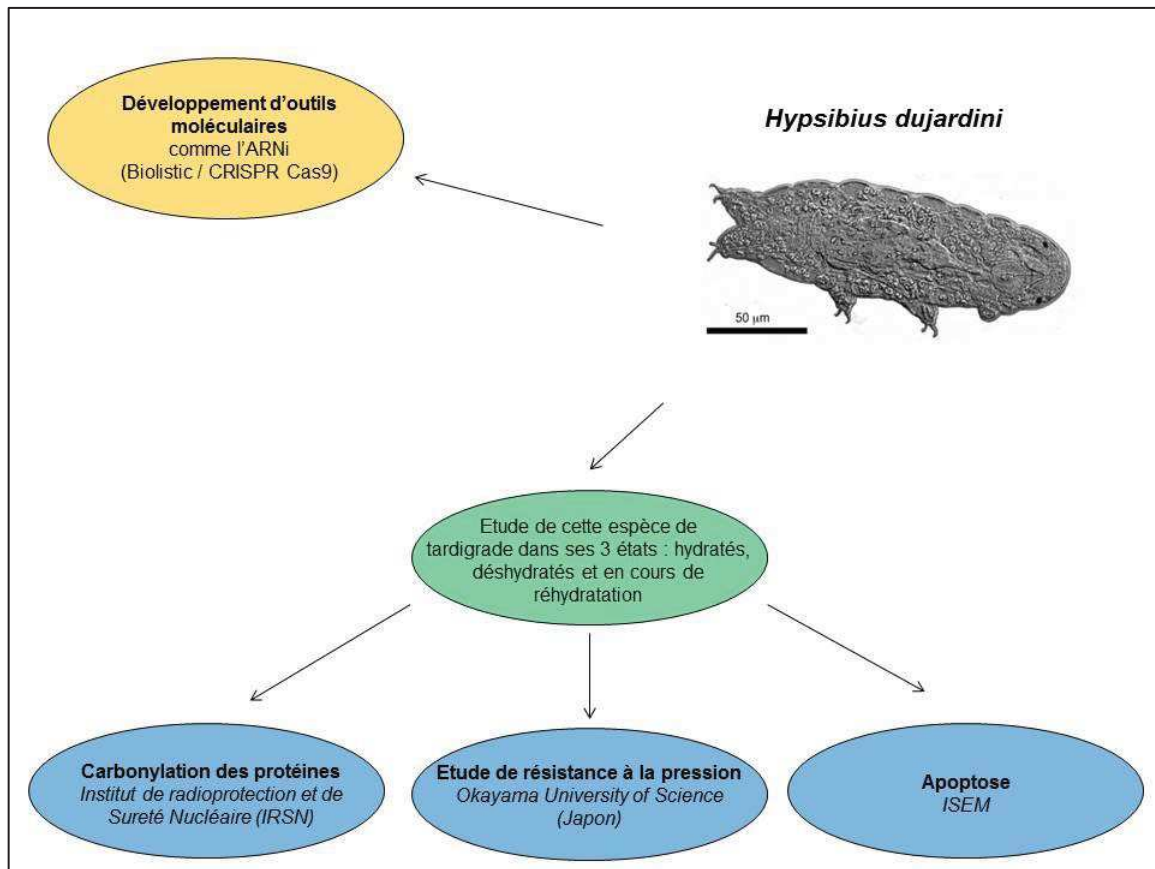 Développement d'outils
moléculaires
comme l'ARNi
(Biolistic / CRISPR Cas9)
Hypsibius dujardini
50 µm
Etude de cette espèce de
tardigrade dans ses 3 états : hydratés,
déshydratés et en cours de
réhydratation
Carbonylation des protéines
Institut de radioprotection et de
Sureté Nucléaire (IRSN)
Etude de résistance à la pression
Okayama University of Science
(Japon)
Apoptose
ISEM